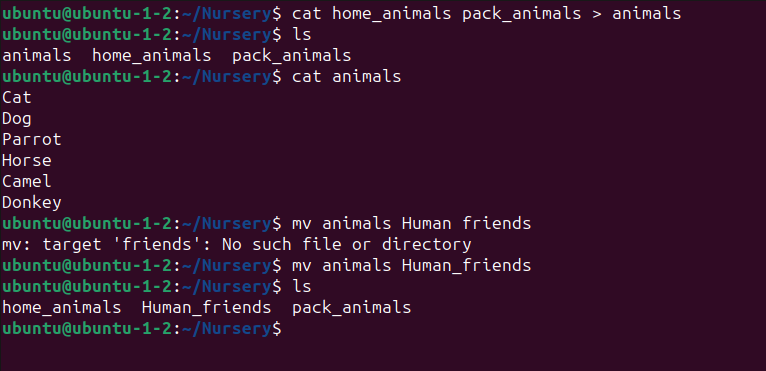 ubuntu@ubuntu-1-2:~/Nursery$ cat home_animals pack_animals > animals
ubuntu@ubuntu-1-2:~/Nursery$ ls
animals  home_animals  pack_animals
ubuntu@ubuntu-1-2:~/Nursery$ cat animals
Cat
Dog
Parrot
Horse
Camel
Donkey
ubuntu@ubuntu-1-2:~/Nursery$ mv animals Human friends
mv: target 'friends': No such file or directory
ubuntu@ubuntu-1-2:~/Nursery$ mv animals Human_friends
ubuntu@ubuntu-1-2:~/Nursery$ ls
home_animals  Human_friends  pack_animals
ubuntu@ubuntu-1-2:~/Nursery$